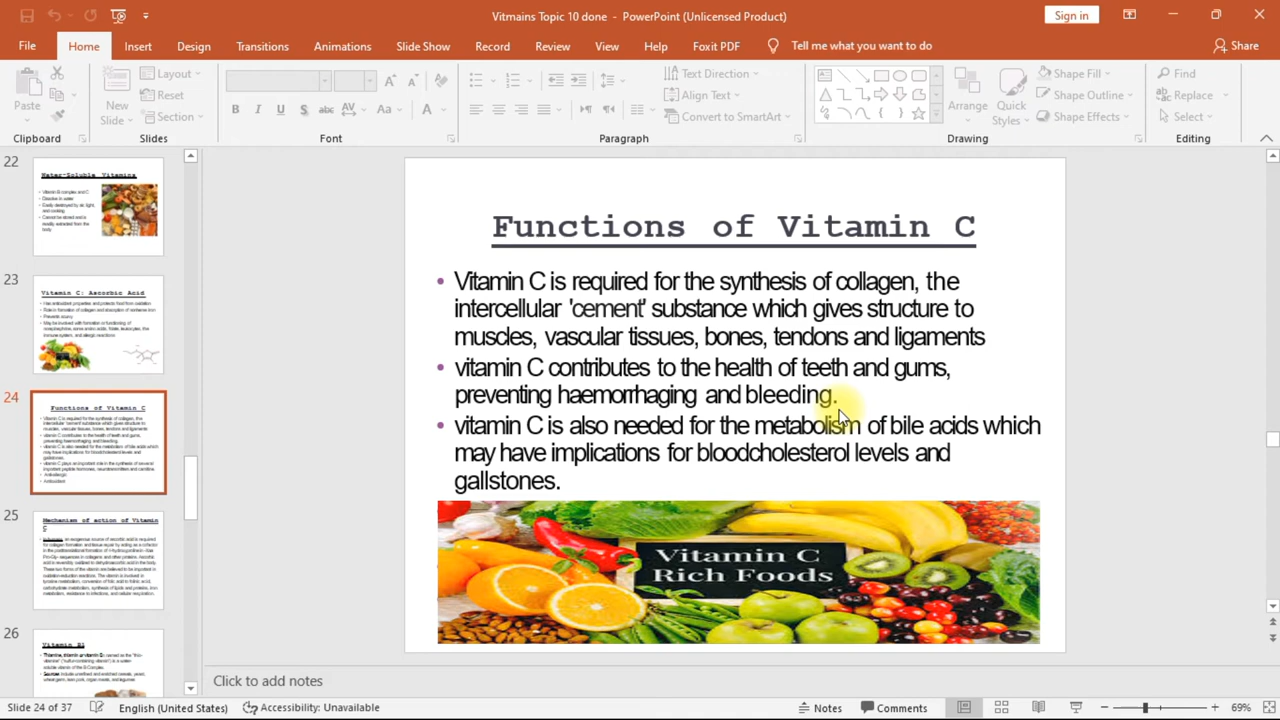 Vitmains Topic 10 done - PowerPoint (Unlicensed Product)
Sign in
File Home Insert Design Transitions Animations Slide Show Record Review View Help Foxit PDF Tell me what you want to do Share
Paste
Clipboard
New Slide
Layout
Reset
Section
Slides
B I U S abc AV Aa A
Font
Paragraph
Text Direction
Align Text
Convert to SmartArt
Arrange
Quick Styles
Shape Fill
Shape Outline
Shape Effects
Drawing
Find
Replace
Select
Editing
22
Water-Soluble Vitamins
23
Vitamin C: Ascorbic Acid
24
Functions of Vitamin C
25
Mechanism of action of Vitamin
C
26
Vitamin B1
Functions of Vitamin C
• Vitamin C is required for the synthesis of collagen, the
intercellular 'cement' substance which gives structure to
muscles, vascular tissues, bones, tendons and ligaments
• vitamin C contributes to the health of teeth and gums,
preventing haemorrhaging and bleeding.
• vitamin C is also needed for the metabolism of bile acids which
may have implications for bloodcholesterol levels and
gallstones.
Click to add notes
Slide 24 of 37 English (United States) Accessibility: Unavailable Notes Comments 69%